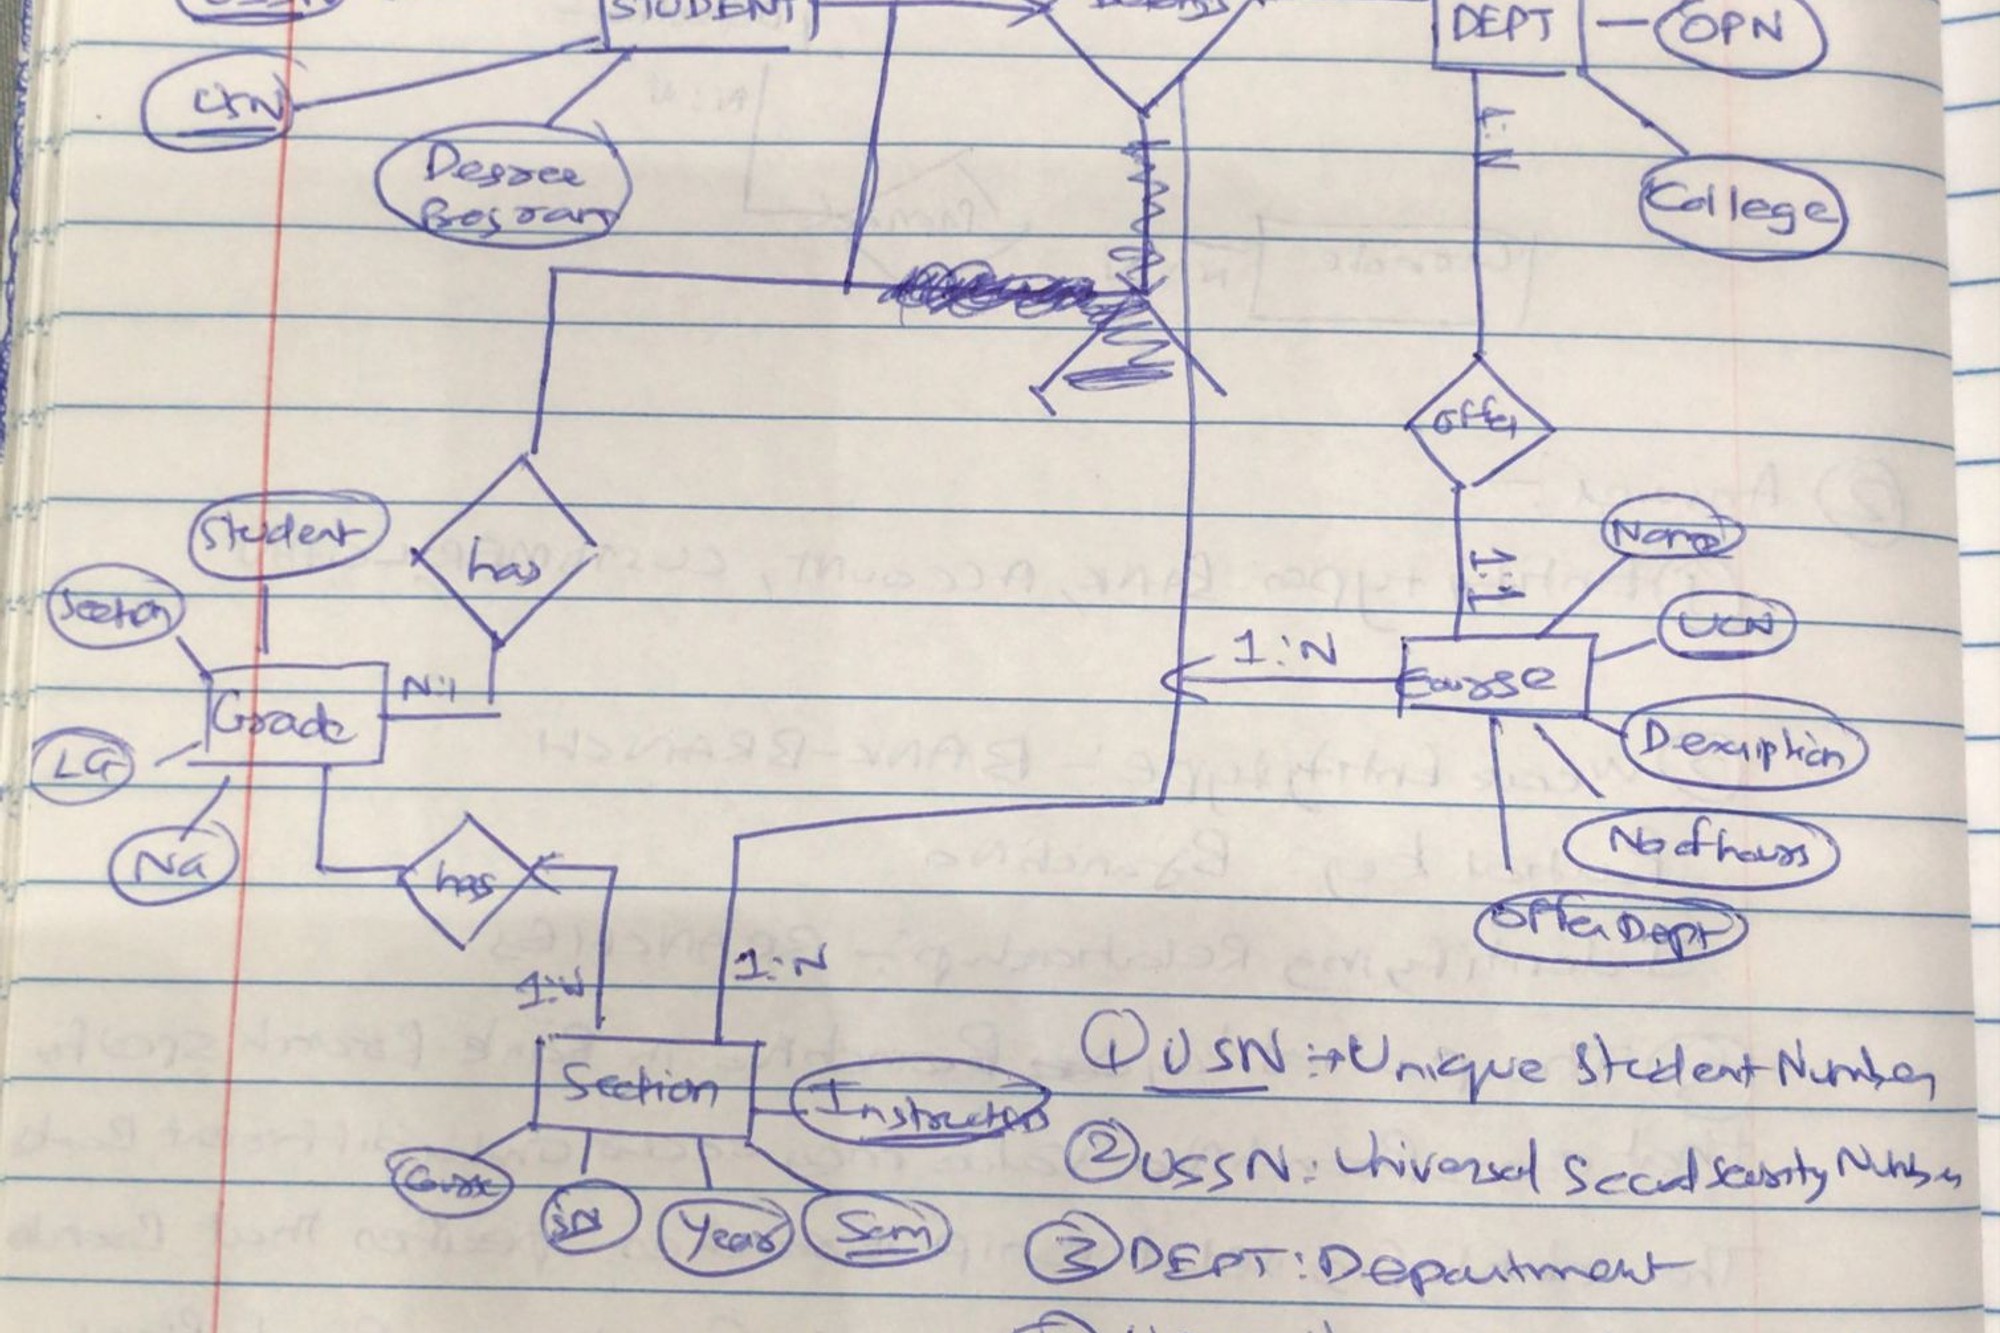 STUDENT
DEPT
OPN
USN
Degree
Program
1:N
College
offer
Student
has
Name
Section
1:1
UCN
1:N
Course
N:1
Grade
LG
Description
NG
has
No of hours
offer Dept
1:N
1:N
Section
Instructor
Course
SN
Year
Sem
① USN :→ Unique Student Number
② USSN: Universal Social Security Number
③ DEPT: Department